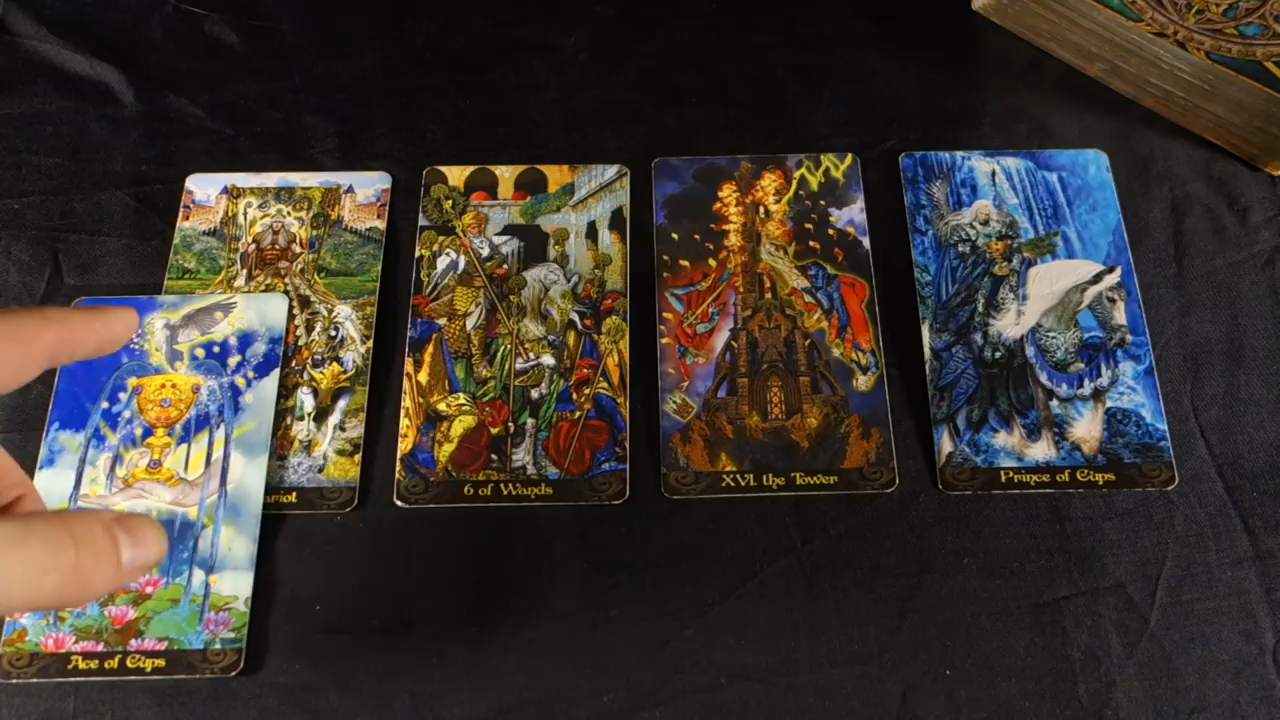 ariot
6 of Wands
XVI. the Tower
Prince of Cups
Ace of Cups